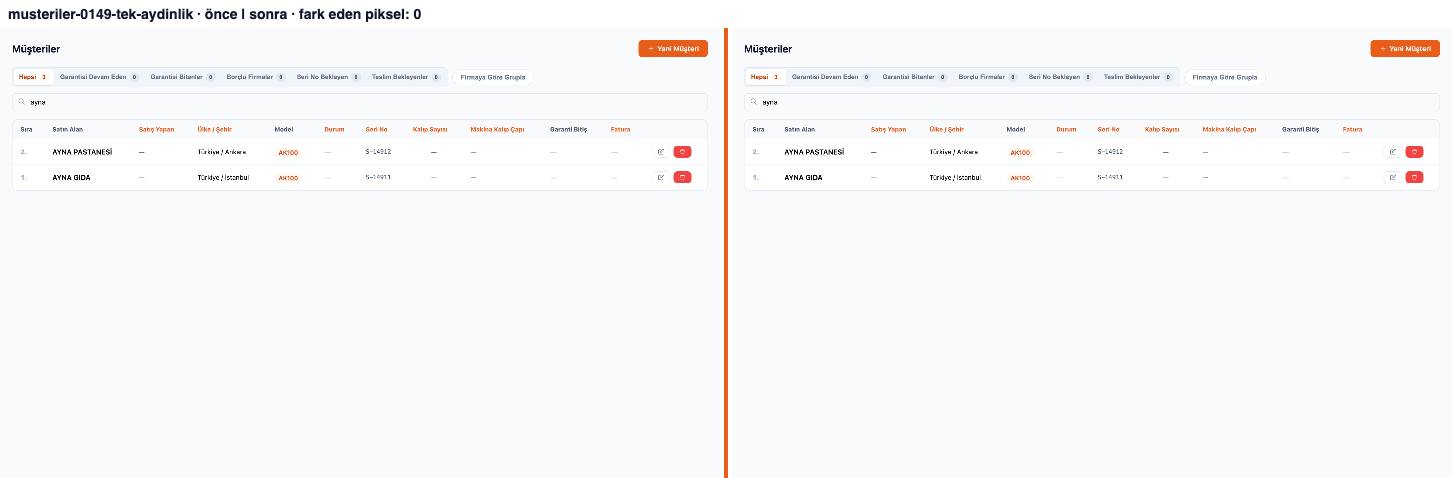 musteriler-0149-tek-aydinlik · önce | sonra · fark eden piksel: 0
Müşteriler
+ Yeni Müşteri
Hepsi 3 Garantisi Devam Eden 0 Garantisi Bitenler 0 Borçlu Firmalar 0 Seri No Bekleyen 0 Teslim Bekleyenler 0 Firmaya Göre Grupla
ayna
Sıra Satın Alan Satış Yapan Ülke / Şehir Model Durum Seri No Kalıp Sayısı Makina Kalıp Çapı Garanti Bitiş Fatura
2. AYNA PASTANESİ — Türkiye / Ankara AK100 — S-14912 — — — —
1. AYNA GIDA — Türkiye / İstanbul AK100 — S-14911 — — — —
Müşteriler
+ Yeni Müşteri
Hepsi 3 Garantisi Devam Eden 0 Garantisi Bitenler 0 Borçlu Firmalar 0 Seri No Bekleyen 0 Teslim Bekleyenler 0 Firmaya Göre Grupla
ayna
Sıra Satın Alan Satış Yapan Ülke / Şehir Model Durum Seri No Kalıp Sayısı Makina Kalıp Çapı Garanti Bitiş Fatura
2. AYNA PASTANESİ — Türkiye / Ankara AK100 — S-14912 — — — —
1. AYNA GIDA — Türkiye / İstanbul AK100 — S-14911 — — — —